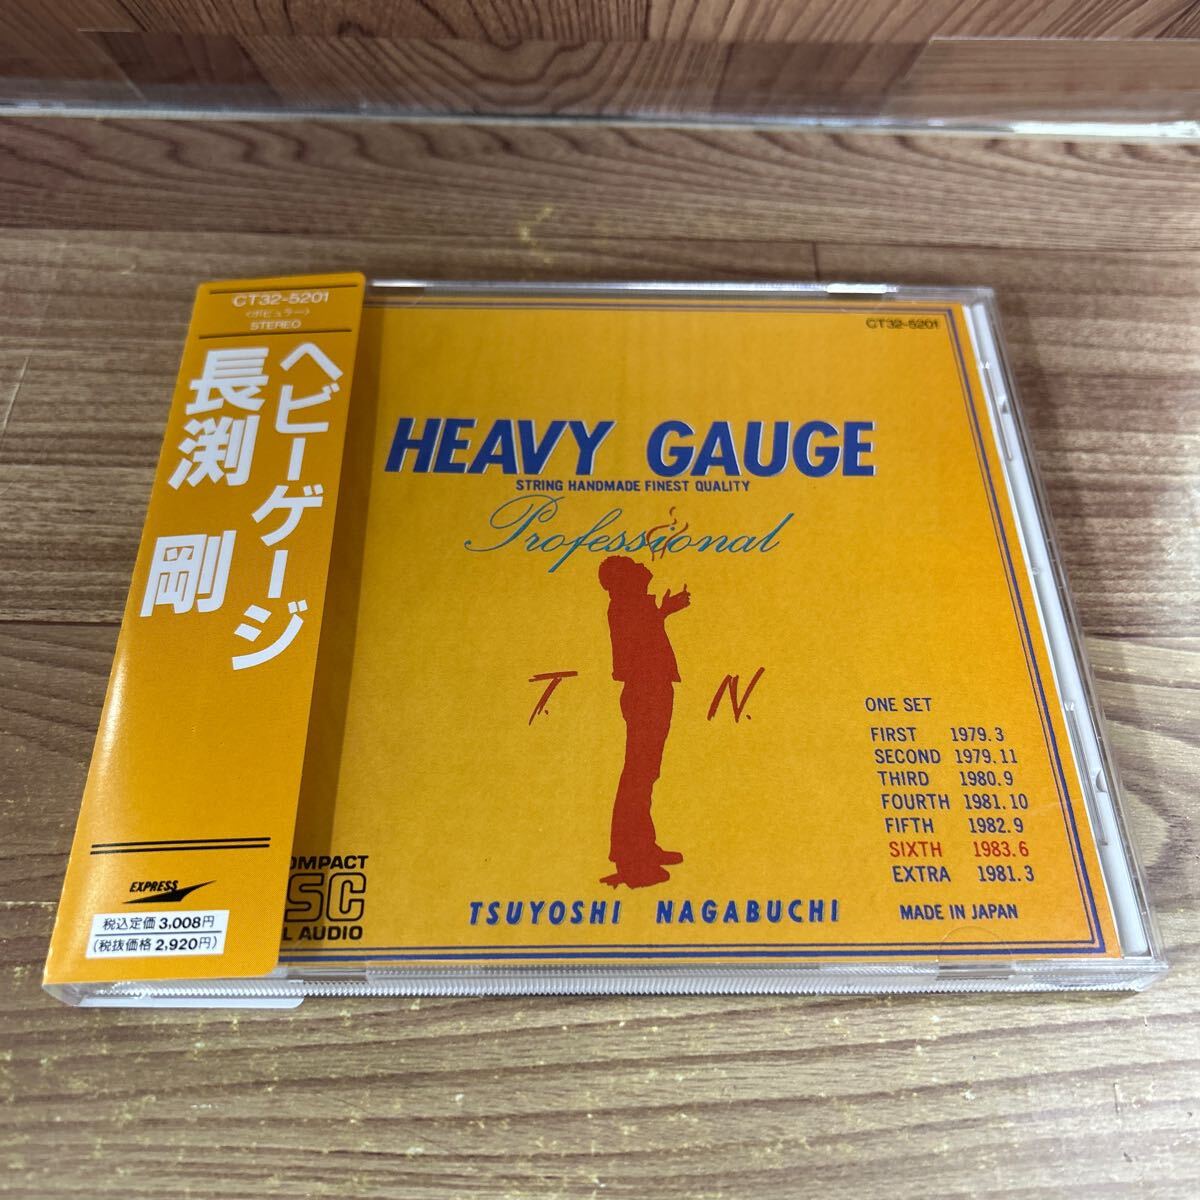 CT32-5201
<ポピュラー>
STEREO
ヘビーゲージ
長渕 剛
EXPRESS
税込定価3,008円
(税抜価格2,920円)
CT32-5201
HEAVY GAUGE
STRING HANDMADE FINEST QUALITY
Professional
T. N.
ONE SET
FIRST 1979.3
SECOND 1979.11
THIRD 1980.9
FOURTH 1981.10
FIFTH 1982.9
SIXTH 1983.6
EXTRA 1981.3
MADE IN JAPAN
OMPACT
SC
L AUDIO
TSUYOSHI NAGABUCHI